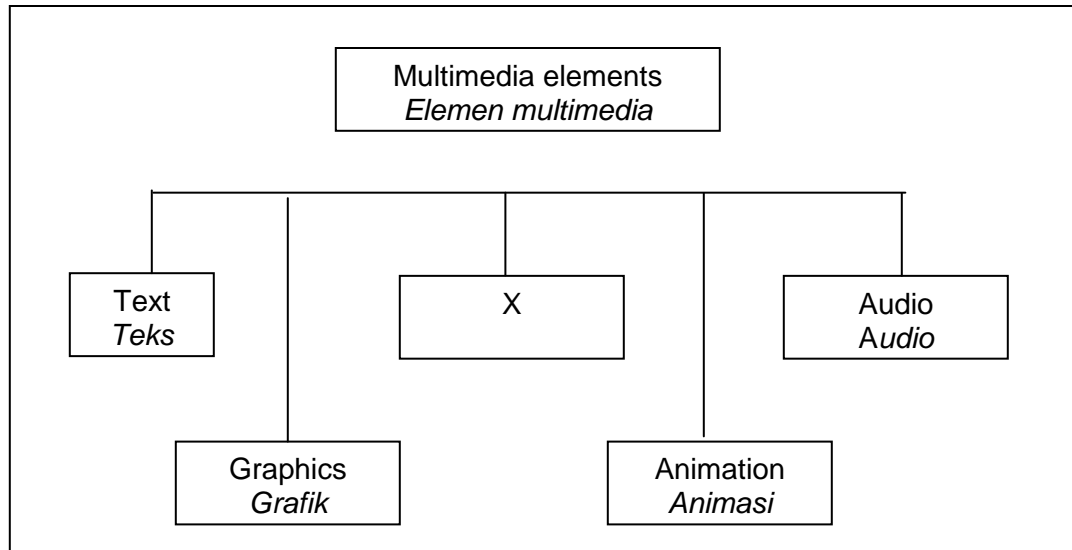 Multimedia elements
Elemen multimedia
Text
Teks
X
Audio
Audio
Graphics
Grafik
Animation
Animasi